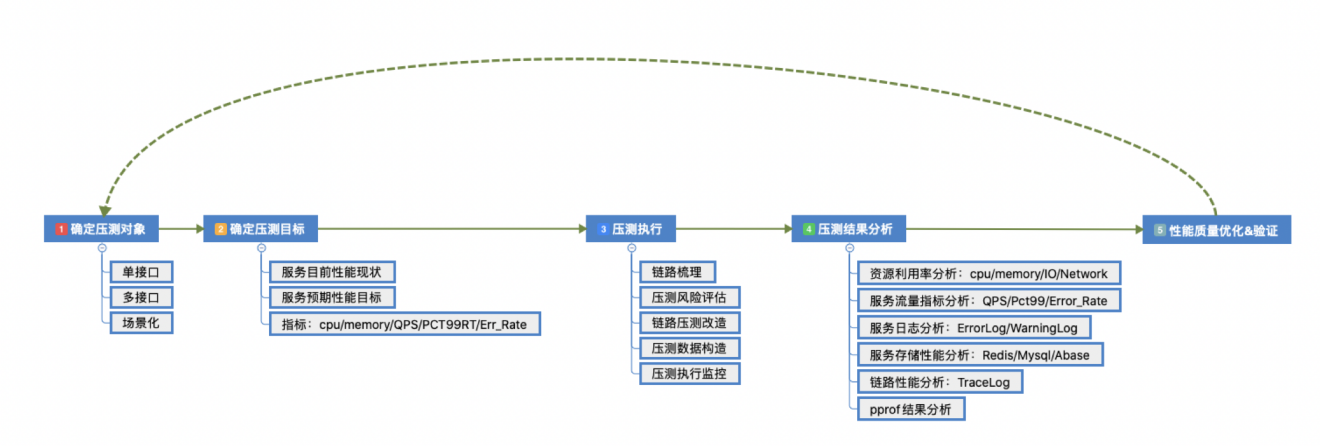 1 确定压测对象
单接口
多接口
场景化
2 确定压测目标
服务目前性能现状
服务预期性能目标
指标：cpu/memory/QPS/PCT99RT/Err_Rate
3 压测执行
链路梳理
压测风险评估
链路压测改造
压测数据构造
压测执行监控
4 压测结果分析
资源利用率分析：cpu/memory/IO/Network
服务流量指标分析：QPS/Pct99/Error_Rate
服务日志分析：ErrorLog/WarningLog
服务存储性能分析：Redis/Mysql/Abase
链路性能分析：TraceLog
pprof结果分析
5 性能质量优化&验证